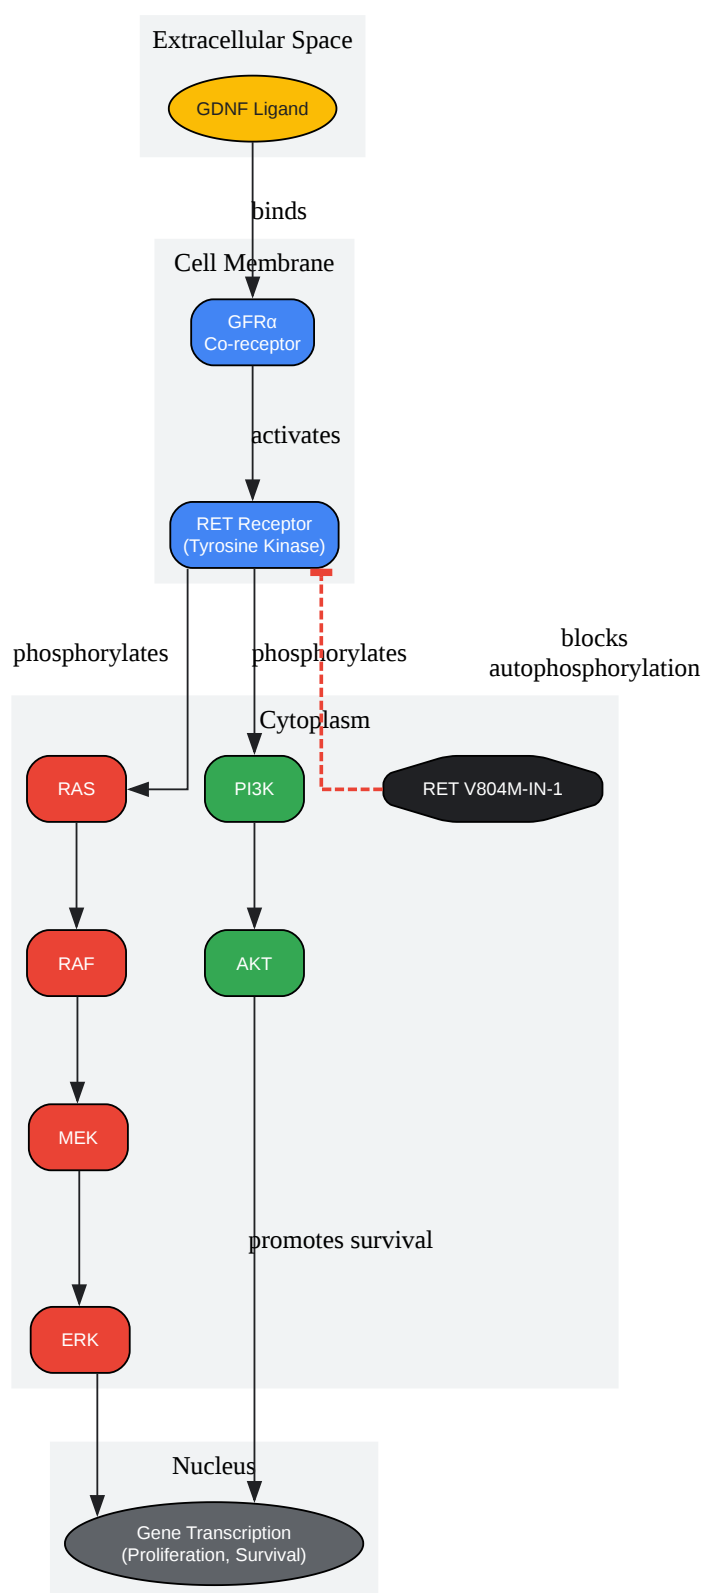 Extracellular Space
GDNF Ligand
binds
Cell Membrane
GFRα
Co-receptor
activates
RET Receptor
(Tyrosine Kinase)
phosphorylates
phosphorylates
blocks
autophosphorylation
Cytoplasm
RAS
PI3K
RET V804M-IN-1
RAF
AKT
MEK
promotes survival
ERK
Nucleus
Gene Transcription
(Proliferation, Survival)